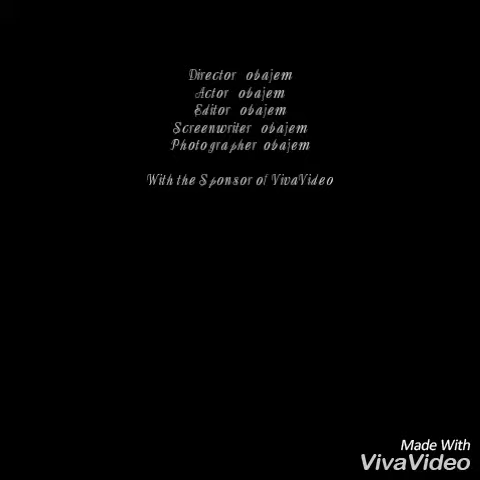 Director obajem
Actor obajem
Editor obajem
Screenwriter obajem
Photographer obajem
With the Sponsor of VivaVideo
Made With
VivaVideo